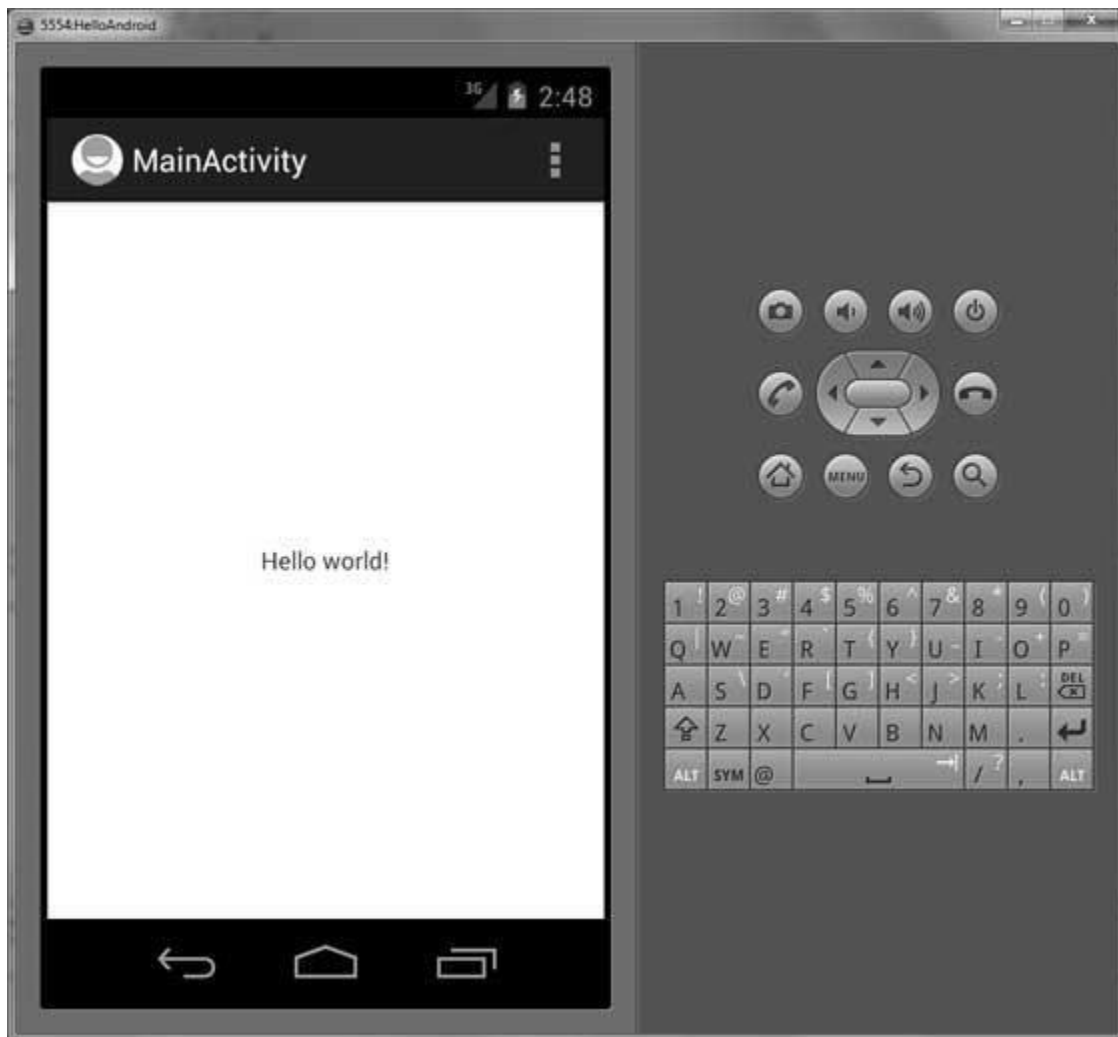 5554:HelloAndroid
3G 2:48
MainActivity
Hello world!
MENU
1 ! 2 @ 3 # 4 $ 5 % 6 ^ 7 & 8 * 9 ( 0 )
Q | W ~ E " R ` T { Y } U _ I - O + P =
A S \ D ' F [ G ] H < J > K ; L : DEL
Z X C V B N M .
ALT SYM @ / ? , ALT